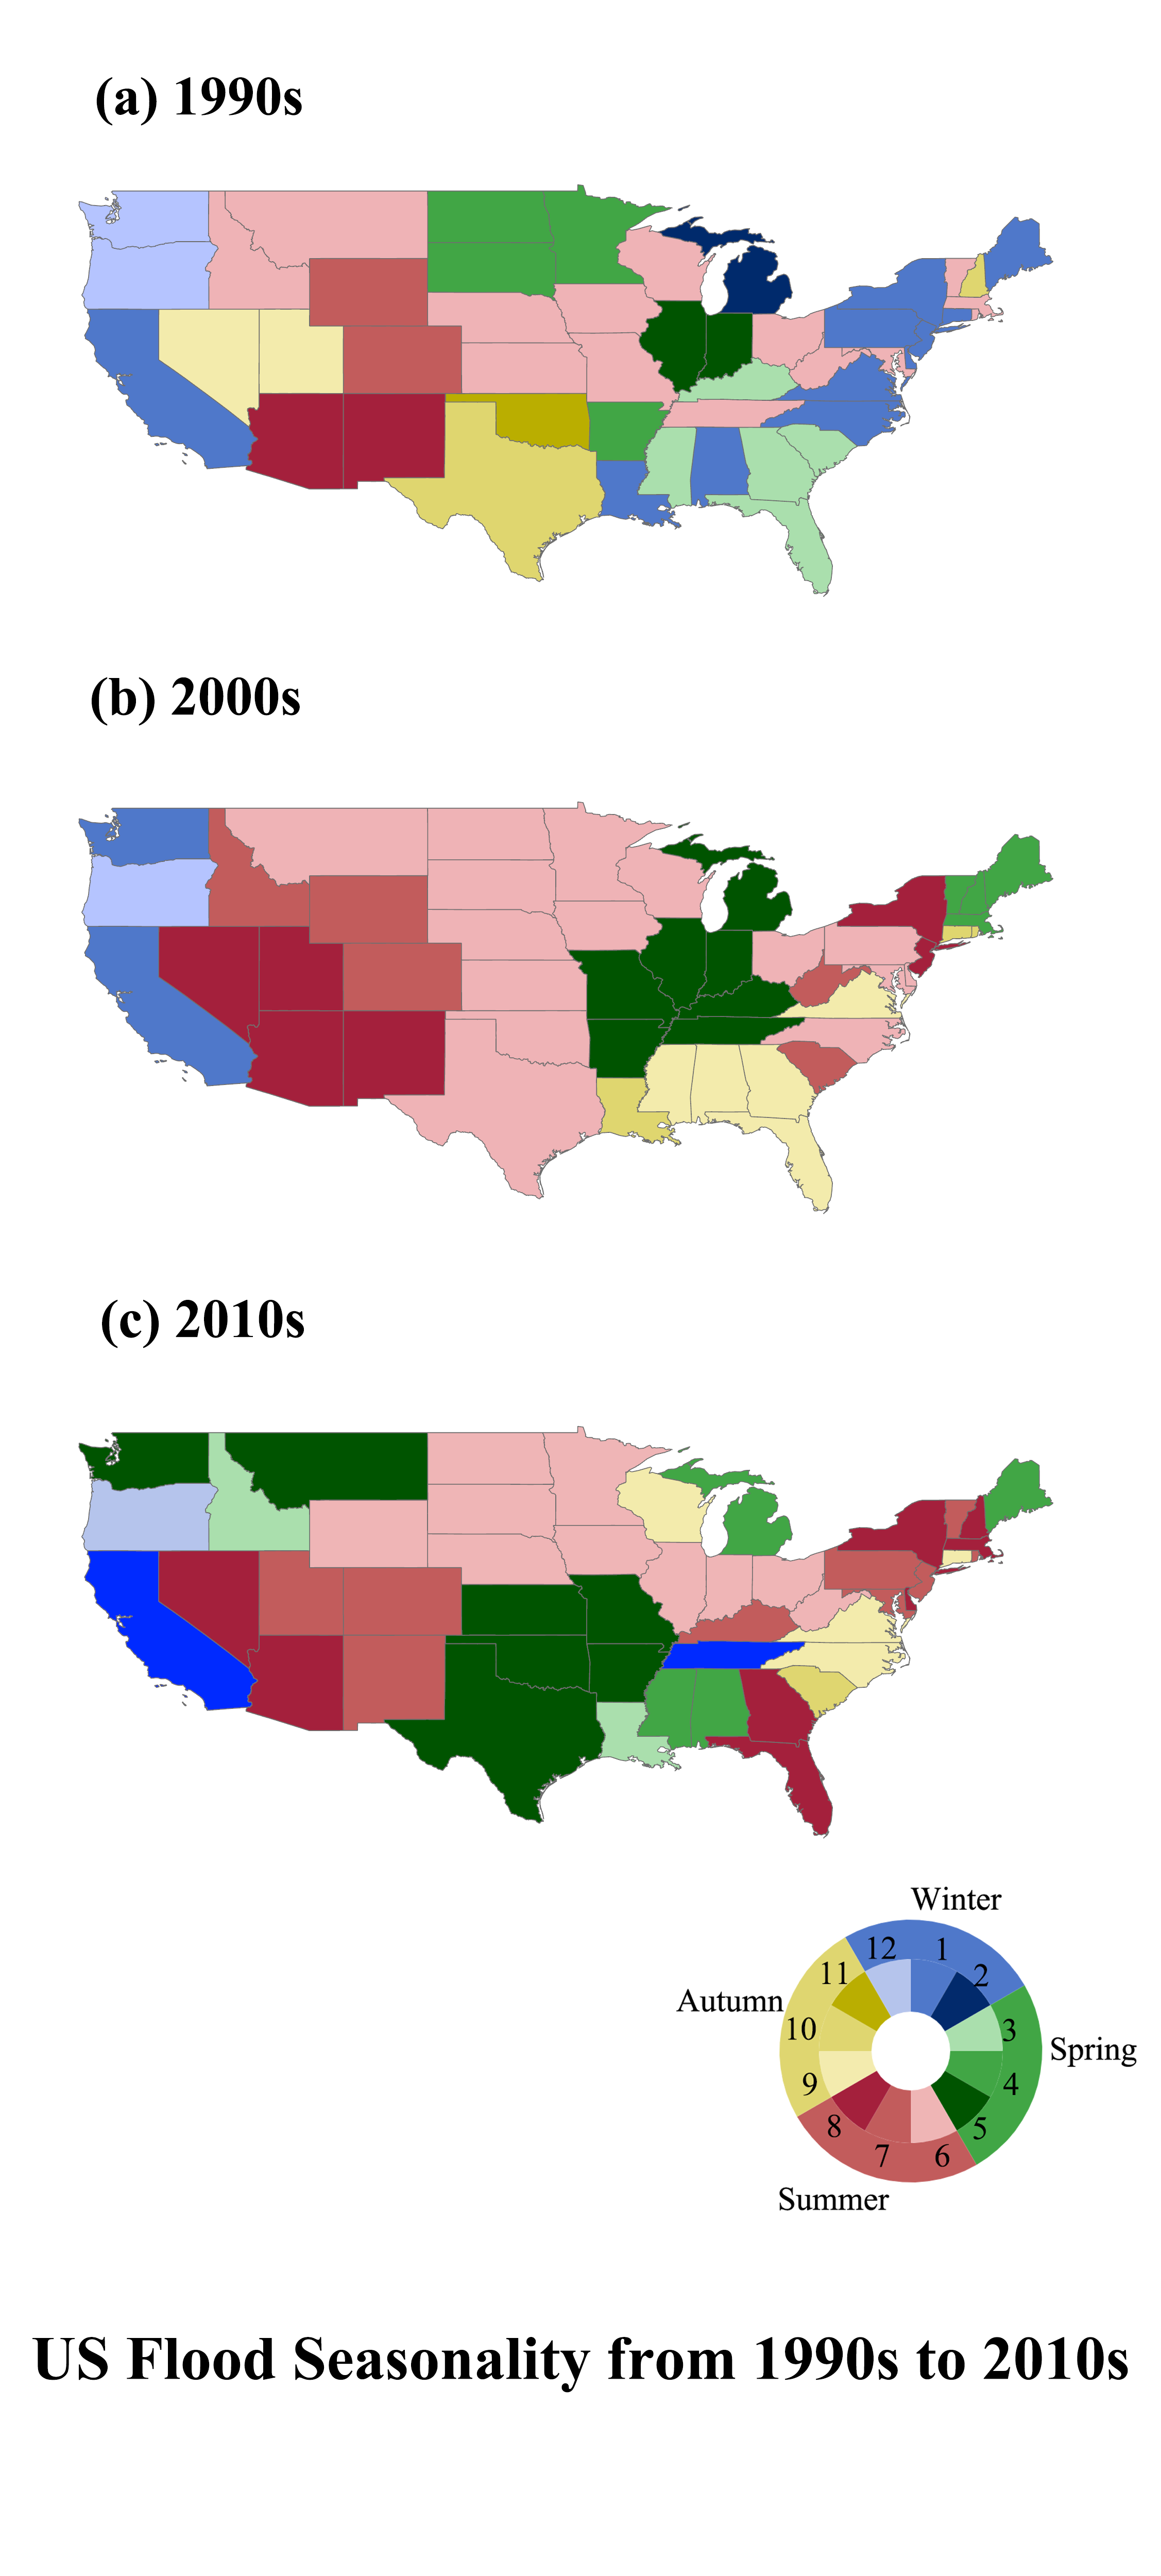 (a) 1990s
(b) 2000s
(c) 2010s
Winter
12 1
11 2
Autumn
10 3
Spring
9 4
8 5
7 6
Summer
US Flood Seasonality from 1990s to 2010s